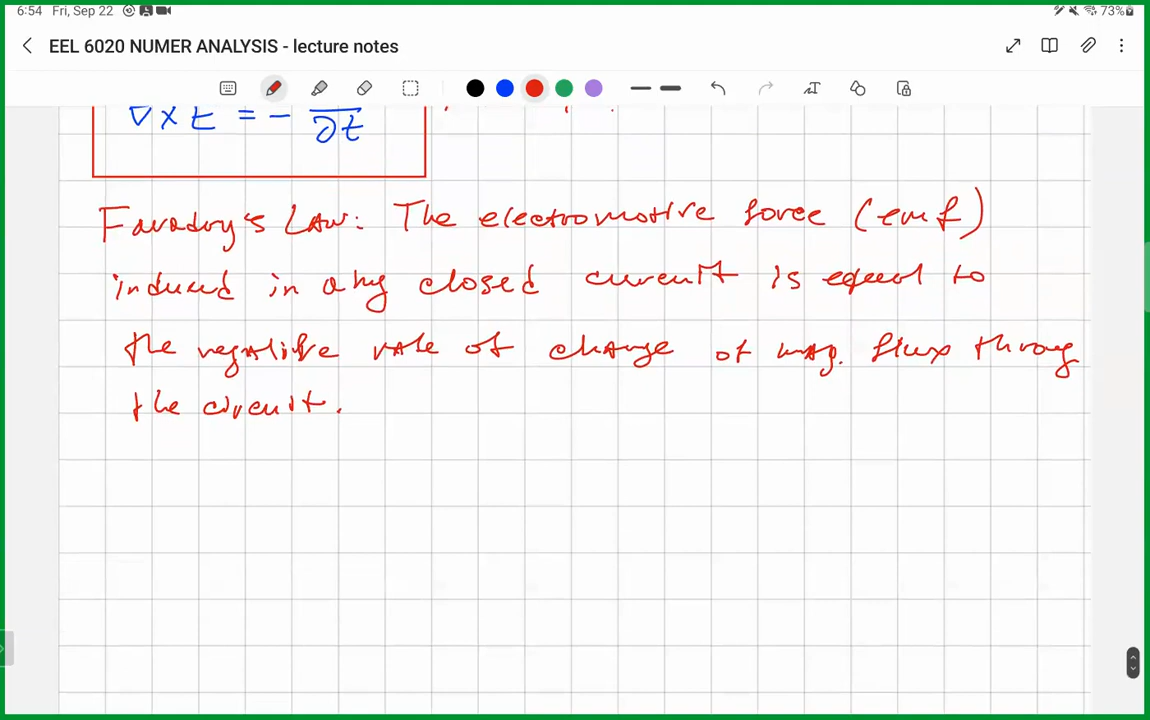 6:54 Fri, Sep 22 73%
EEL 6020 NUMER ANALYSIS - lecture notes
∇ x E = - ∂t
Faraday's Law: The electromotive force (emf)
induced in any closed circuit is equal to
the negative rate of change of mag. flux through
the circuit.